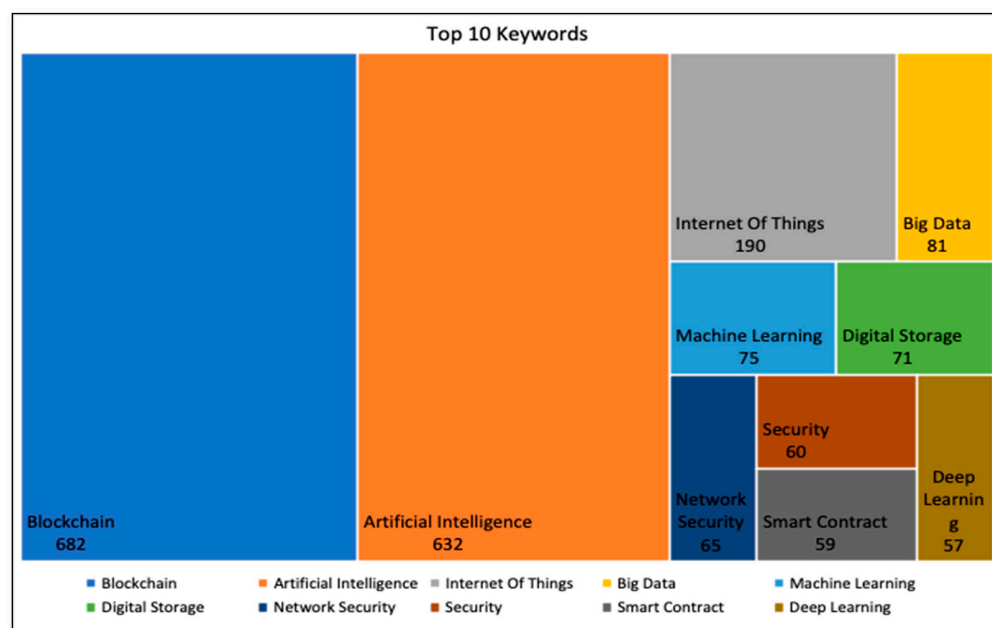 Top 10 Keywords
Internet Of Things
190
Big Data
81
Machine Learning
75
Digital Storage
71
Security
60
Blockchain
682
Artificial Intelligence
632
Network
Security
65
Smart Contract
59
Deep
Learnin
g
57
Blockchain
Artificial Intelligence
Internet Of Things
Big Data
Machine Learning
Digital Storage
Network Security
Security
Smart Contract
Deep Learning